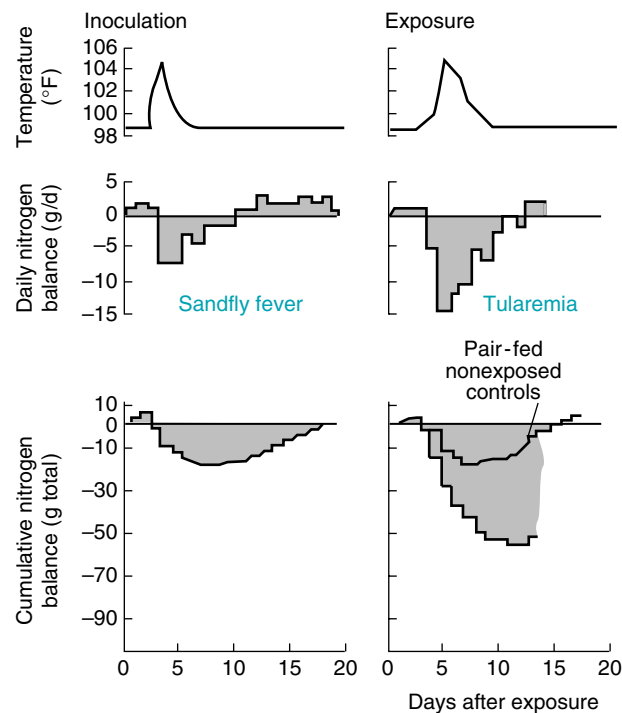 Inoculation
Exposure
Temperature
(°F)
106
104
102
100
98
Daily nitrogen
balance (g/d)
5
0
–5
–10
–15
Sandfly fever
Tularemia
Pair-fed
nonexposed
controls
Cumulative nitrogen
balance (g total)
10
0
–10
–30
–50
–70
–90
0 5 10 15 20
0 5 10 15 20
Days after exposure